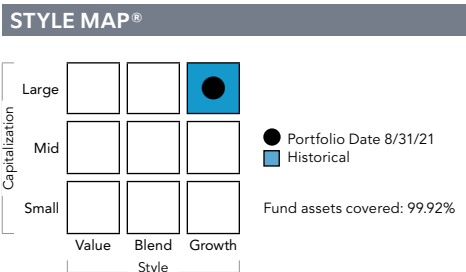 STYLE MAP®
Capitalization
Large
Mid
Small
Value Blend Growth
Style
Portfolio Date 8/31/21
Historical
Fund assets covered: 99.92%